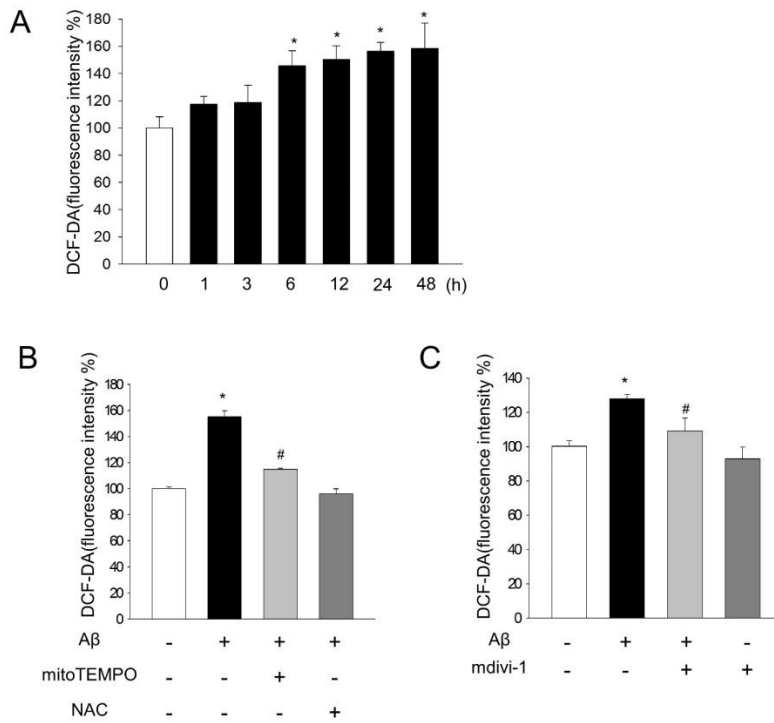 A
DCF-DA(fluorescence intensity %)
180
160
140
120
100
80
60
40
20
0
* * * *
0 1 3 6 12 24 48 (h)
B
DCF-DA(fluorescence intensity %)
180
160
140
120
100
80
60
40
20
0
*
#
Aβ - + + +
mitoTEMPO - - + -
NAC - - - +
C
DCF-DA(fluorescence intensity %)
140
120
100
80
60
40
20
0
*
#
Aβ - + + -
mdivi-1 - - + +